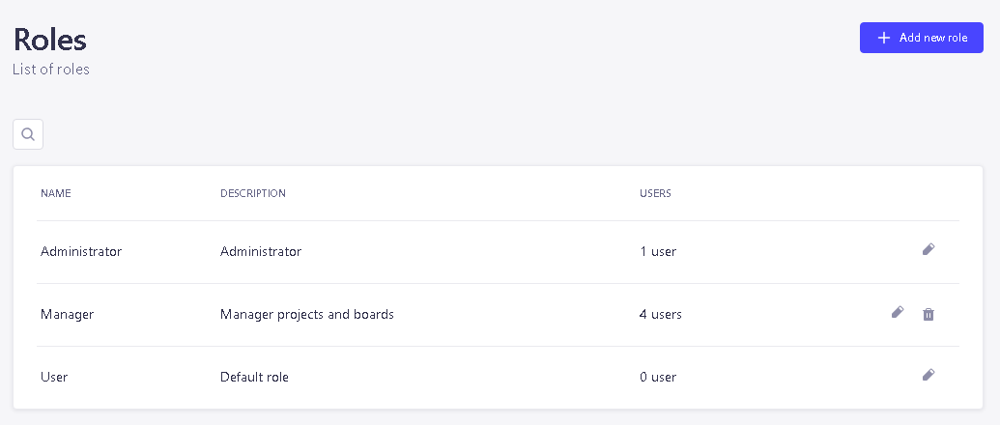 Roles
Add new role
List of roles
NAME DESCRIPTION USERS
Administrator Administrator 1 user
Manager Manager projects and boards 4 users
User Default role 0 user